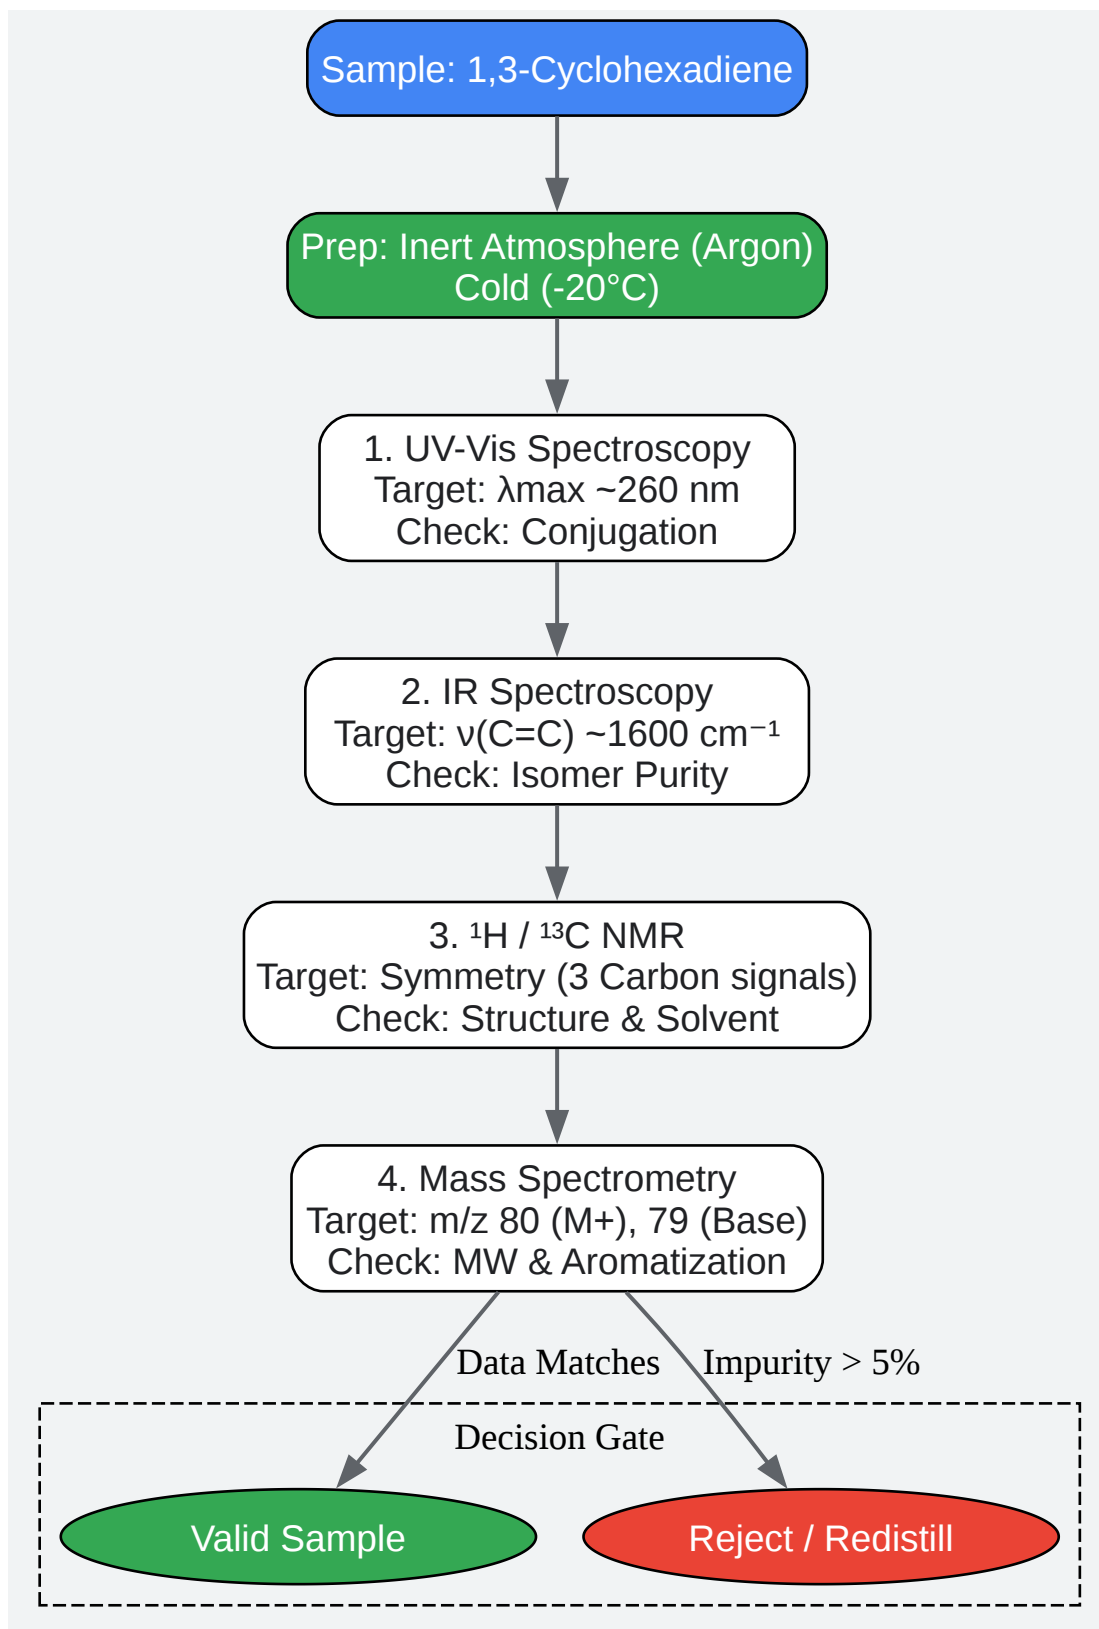 Sample: 1,3-Cyclohexadiene
Prep: Inert Atmosphere (Argon)
Cold (-20°C)
1. UV-Vis Spectroscopy
Target: λmax ~260 nm
Check: Conjugation
2. IR Spectroscopy
Target: ν(C=C) ~1600 cm⁻¹
Check: Isomer Purity
3. ¹H / ¹³C NMR
Target: Symmetry (3 Carbon signals)
Check: Structure & Solvent
4. Mass Spectrometry
Target: m/z 80 (M+), 79 (Base)
Check: MW & Aromatization
Data Matches
Impurity > 5%
Decision Gate
Valid Sample
Reject / Redistill